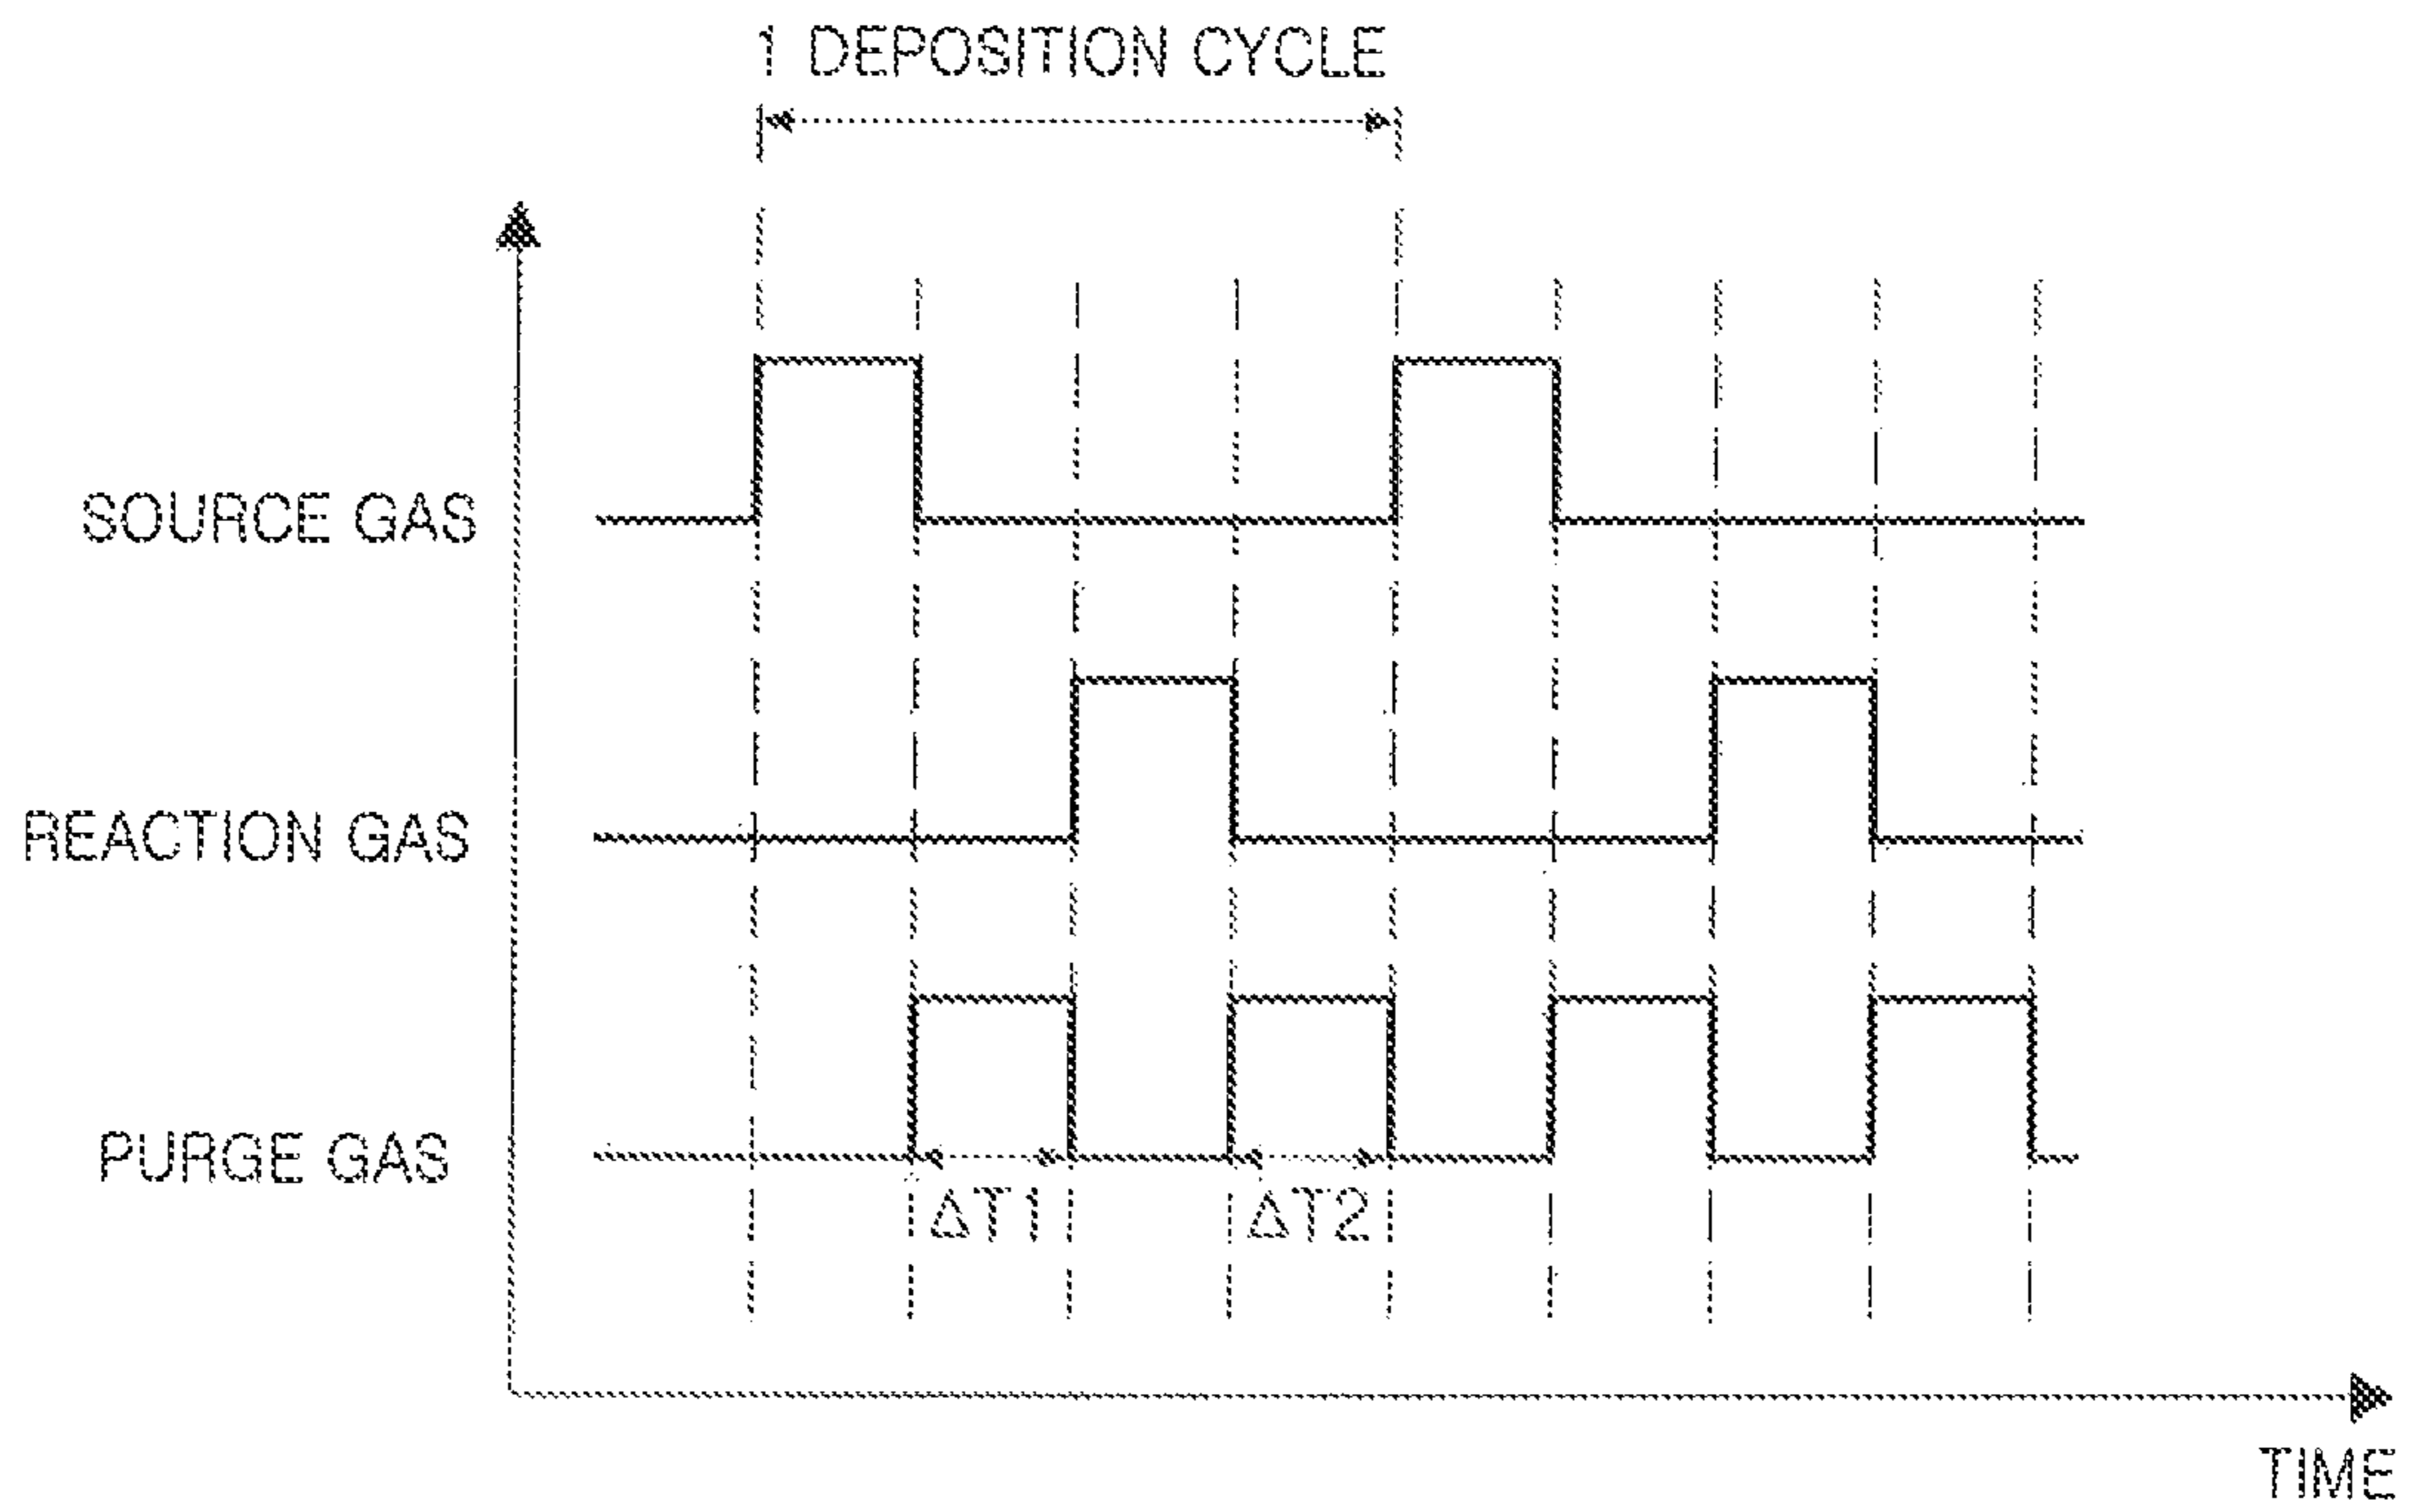 1 DEPOSITION CYCLE
SOURCE GAS
REACTION GAS
PURGE GAS
ΔT1
ΔT2
TIME